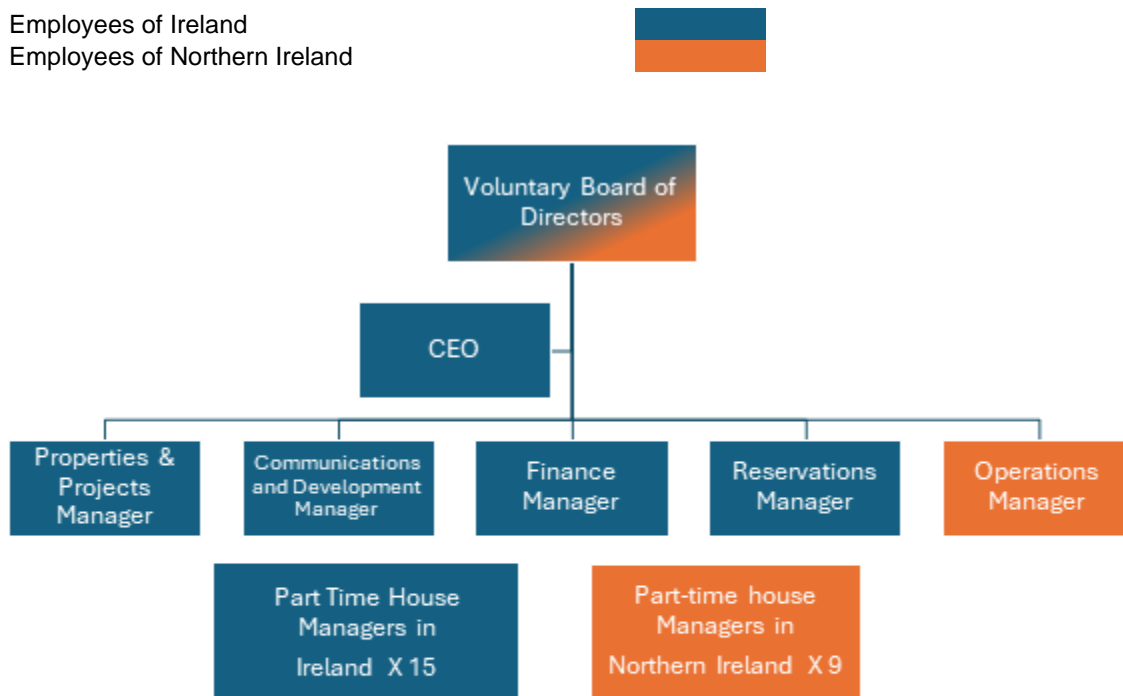 Employees of Ireland
Employees of Northern Ireland
Voluntary Board of
Directors
CEO
Properties &
Projects
Manager
Communications
and Development
Manager
Finance
Manager
Reservations
Manager
Operations
Manager
Part Time House
Managers in
Ireland X 15
Part-time house
Managers in
Northern Ireland X 9